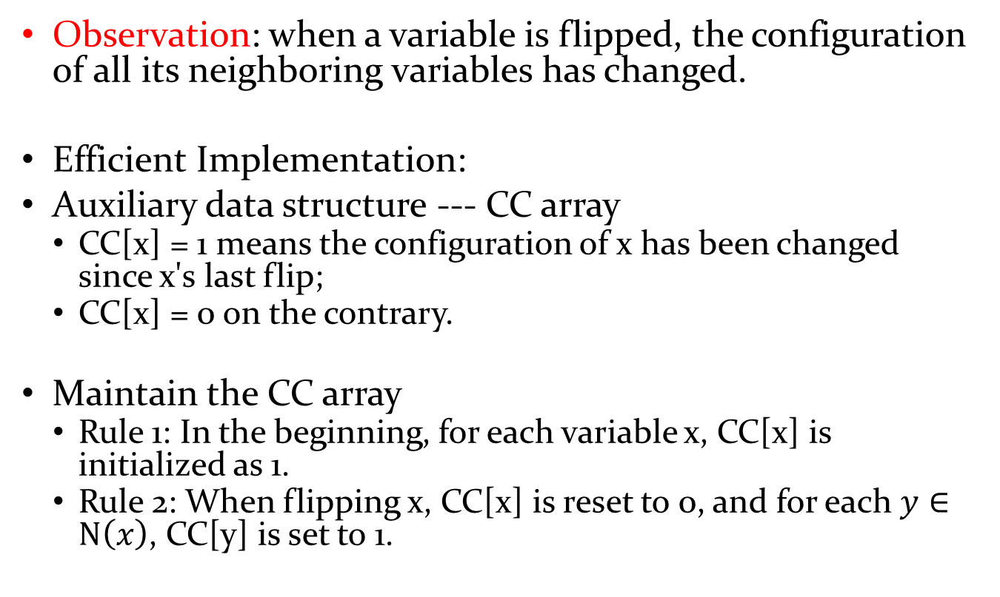 • Observation: when a variable is flipped, the configuration
of all its neighboring variables has changed.
• Efficient Implementation:
• Auxiliary data structure --- CC array
• CC[x] = 1 means the configuration of x has been changed
since x's last flip;
• CC[x] = 0 on the contrary.
• Maintain the CC array
• Rule 1: In the beginning, for each variable x, CC[x] is
initialized as 1.
• Rule 2: When flipping x, CC[x] is reset to 0, and for each 𝑦 ∈
N(𝑥), CC[y] is set to 1.